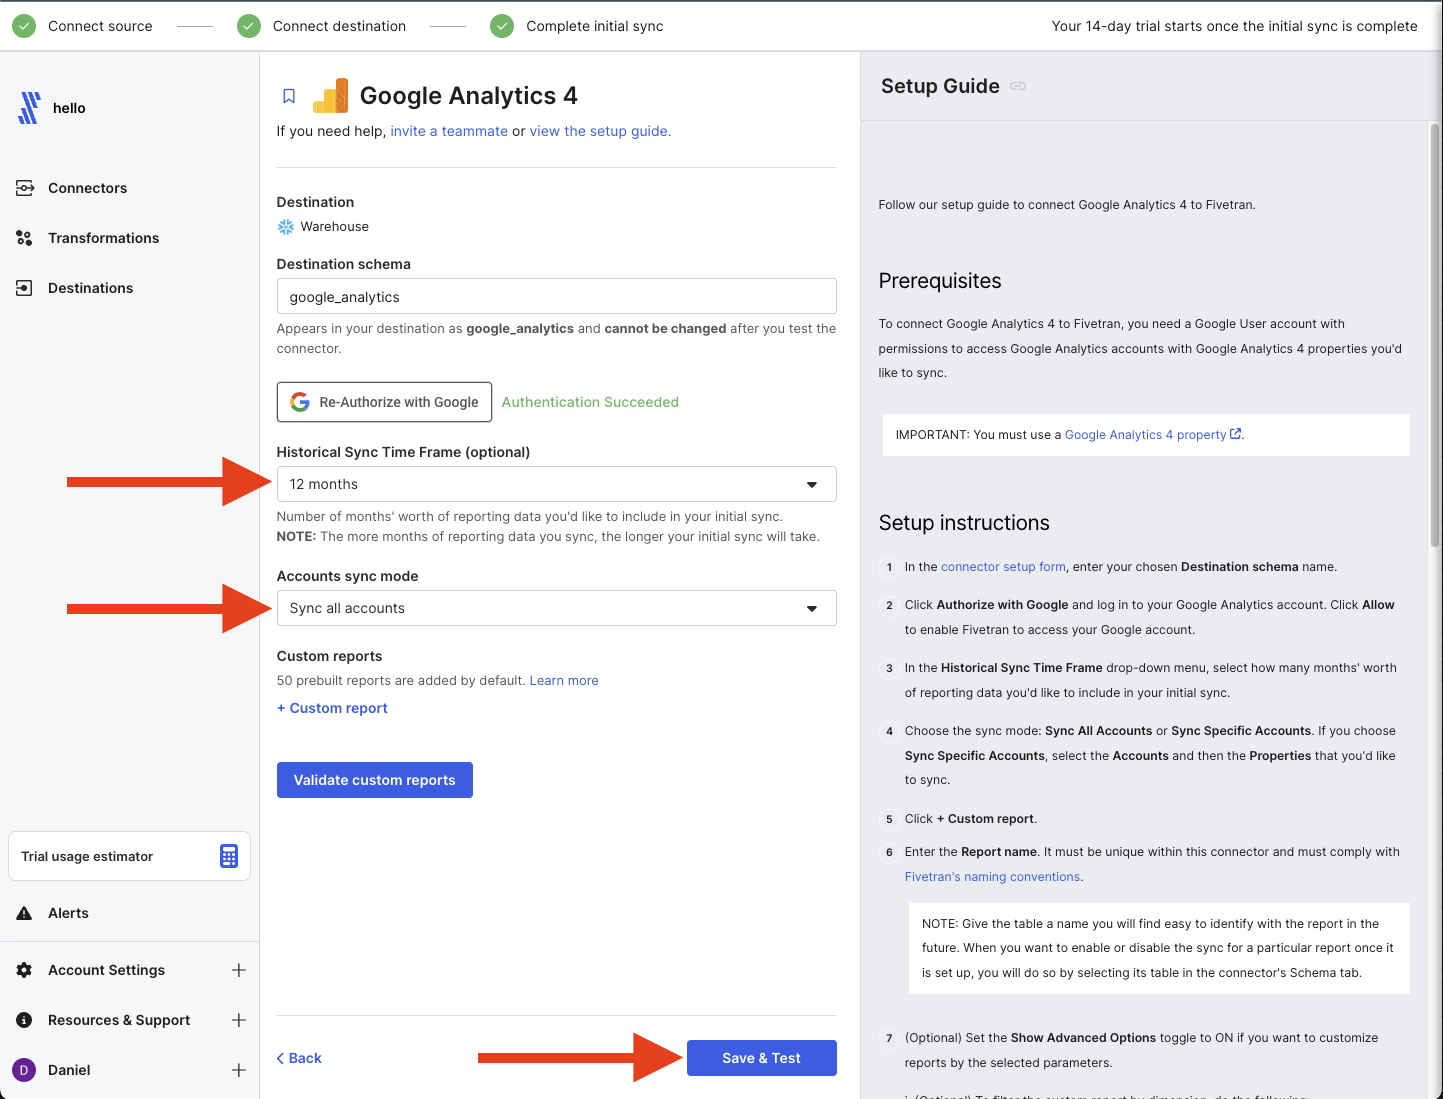 Connect source
Connect destination
Complete initial sync
Your 14-day trial starts once the initial sync is complete
hello
Connectors
Transformations
Destinations
Trial usage estimator
Alerts
Account Settings
Resources & Support
D
Daniel
Google Analytics 4
If you need help, invite a teammate or view the setup guide.
Destination
Warehouse
Destination schema
google_analytics
Appears in your destination as google_analytics and cannot be changed after you test the
connector.
Re-Authorize with Google
Authentication Succeeded
Historical Sync Time Frame (optional)
12 months
Number of months' worth of reporting data you'd like to include in your initial sync.
NOTE: The more months of reporting data you sync, the longer your initial sync will take.
Accounts sync mode
Sync all accounts
Custom reports
50 prebuilt reports are added by default. Learn more
+ Custom report
Validate custom reports
Back
Save & Test
Setup Guide
Follow our setup guide to connect Google Analytics 4 to Fivetran.
Prerequisites
To connect Google Analytics 4 to Fivetran, you need a Google User account with
permissions to access Google Analytics accounts with Google Analytics 4 properties you'd
like to sync.
IMPORTANT: You must use a Google Analytics 4 property.
Setup instructions
1 In the connector setup form, enter your chosen Destination schema name.
2 Click Authorize with Google and log in to your Google Analytics account. Click Allow
to enable Fivetran to access your Google account.
3 In the Historical Sync Time Frame drop-down menu, select how many months' worth
of reporting data you'd like to include in your initial sync.
4 Choose the sync mode: Sync All Accounts or Sync Specific Accounts. If you choose
Sync Specific Accounts, select the Accounts and then the Properties that you'd like
to sync.
5 Click + Custom report.
6 Enter the Report name. It must be unique within this connector and must comply with
Fivetran's naming conventions.
NOTE: Give the table a name you will find easy to identify with the report in the
future. When you want to enable or disable the sync for a particular report once it
is set up, you will do so by selecting its table in the connector's Schema tab.
7 (Optional) Set the Show Advanced Options toggle to ON if you want to customize
reports by the selected parameters.
i. (Optional) To filter the custom report by dimension, do the following: